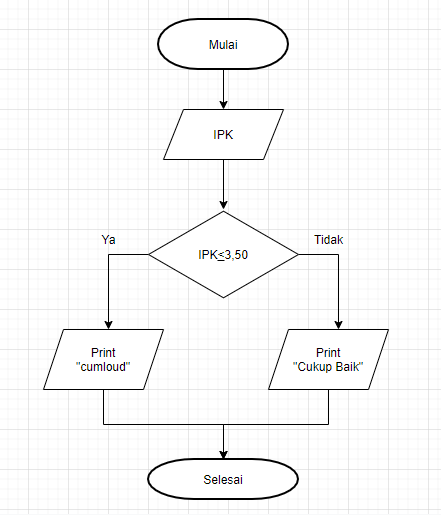 Mulai
IPK
IPK≤3,50
Ya
Tidak
Print
"cumloud"
Print
"Cukup Baik"
Selesai